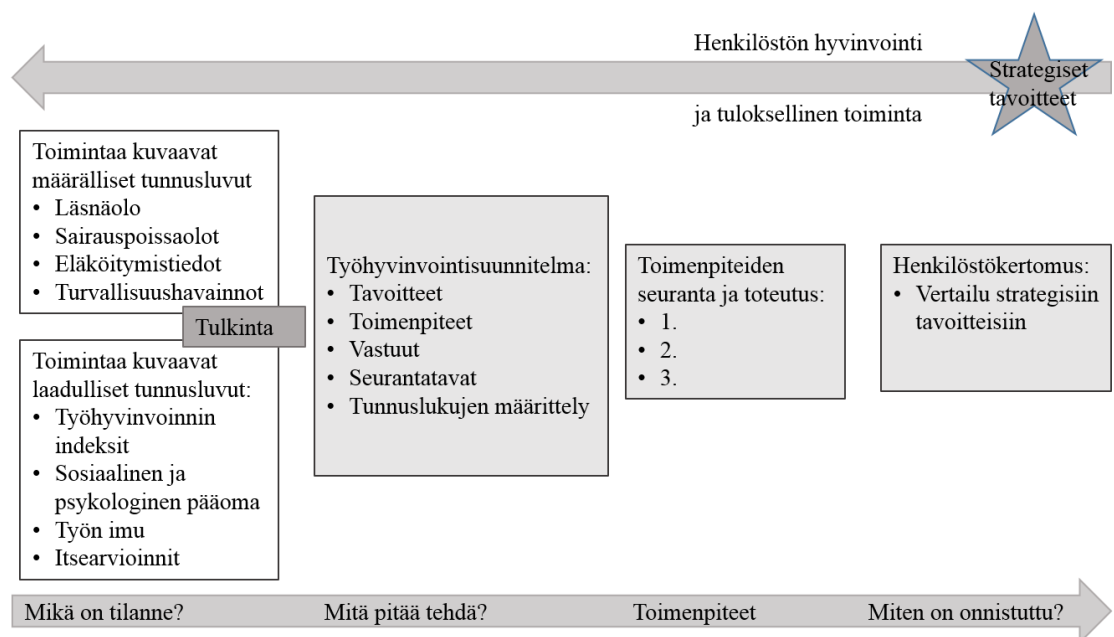 Henkilöstön hyvinvointi
ja tuloksellinen toiminta
Strategiset
tavoitteet
Toimintaa kuvaavat
määrälliset tunnusluvut
• Läsnäolo
• Sairauspoissaolot
• Eläköitymistiedot
• Turvallisuushavainnot
Tulkinta
Toimintaa kuvaavat
laadulliset tunnusluvut:
• Työhyvinvoinnin
indeksit
• Sosiaalinen ja
psykologinen pääoma
• Työn imu
• Itsearvioinnit
Työhyvinvointisuunnitelma:
• Tavoitteet
• Toimenpiteet
• Vastuut
• Seurantatavat
• Tunnuslukujen määrittely
Toimenpiteiden
seuranta ja toteutus:
• 1.
• 2.
• 3.
Henkilöstökertomus:
• Vertailu strategisiin
tavoitteisiin
Mikä on tilanne?
Mitä pitää tehdä?
Toimenpiteet
Miten on onnistuttu?